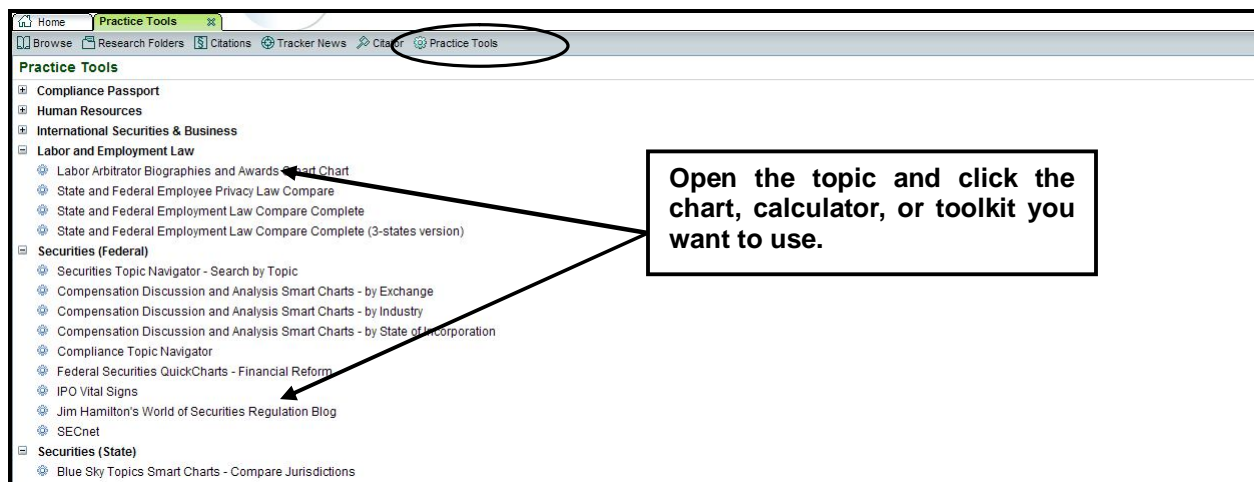 Home Practice Tools
Browse Research Folders Citations Tracker News Citator Practice Tools
Practice Tools
Compliance Passport
Human Resources
International Securities & Business
Labor and Employment Law
Labor Arbitrator Biographies and Awards Smart Chart
State and Federal Employee Privacy Law Compare
State and Federal Employment Law Compare Complete
State and Federal Employment Law Compare Complete (3-states version)
Securities (Federal)
Securities Topic Navigator - Search by Topic
Compensation Discussion and Analysis Smart Charts - by Exchange
Compensation Discussion and Analysis Smart Charts - by Industry
Compensation Discussion and Analysis Smart Charts - by State of Incorporation
Compliance Topic Navigator
Federal Securities QuickCharts - Financial Reform
IPO Vital Signs
Jim Hamilton's World of Securities Regulation Blog
SECnet
Securities (State)
Blue Sky Topics Smart Charts - Compare Jurisdictions
Open the topic and click the
chart, calculator, or toolkit you
want to use.